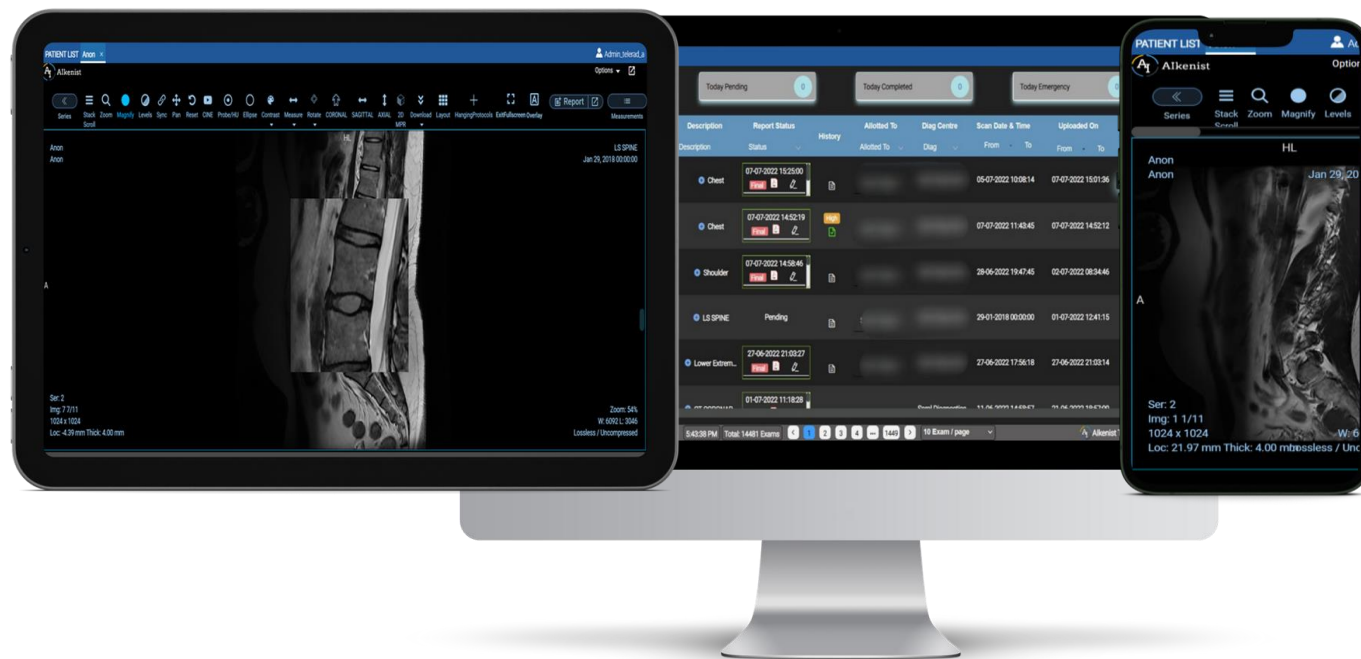 PATIENT LIST Anon ×
Admin_telerad_a
AIkenist
Options
Series Stack Scroll Zoom Magnify Levels Sync Pan Reset CINE Probe/HU Ellipse Contrast Measure Rotate CORONAL SAGITTAL AXIAL 2D MPR Download Layout HangingProtocols ExitFullscreen Overlay Report Measurements
HL
Anon
Anon
LS SPINE
Jan 29, 2018 00:00:00
A
Ser: 2
Img: 7 7/11
1024 x 1024
Loc: -4.39 mm Thick: 4.00 mm
Zoom: 54%
W: 6092 L: 3046
Lossless / Uncompressed
Today Pending 0
Today Completed 0
Today Emergency
Description Report Status History Allotted To Diag Centre Scan Date & Time Uploaded On
Description Status Allotted To Diag From - To From - To
Chest 07-07-2022 15:25:00 Final 05-07-2022 10:08:14 07-07-2022 15:01:36
Chest 07-07-2022 14:52:19 Final High 07-07-2022 11:43:45 07-07-2022 14:52:12
Shoulder 07-07-2022 14:58:46 Final 28-06-2022 19:47:45 02-07-2022 08:34:46
LS SPINE Pending 29-01-2018 00:00:00 01-07-2022 12:41:15
Lower Extrem... 27-06-2022 21:03:27 Final 27-06-2022 17:56:18 27-06-2022 21:03:14
01-07-2022 11:18:28
5:43:38 PM Total: 14481 Exams 1 2 3 4 ••• 1449 10 Exam / page AIkenist T
PATIENT LIST
AIkenist
Option
Series Stack Scroll Zoom Magnify Levels
HL
Anon
Anon
Jan 29, 20
A
Ser: 2
Img: 1 1/11
1024 x 1024
W: 6
Loc: 21.97 mm Thick: 4.00 mm